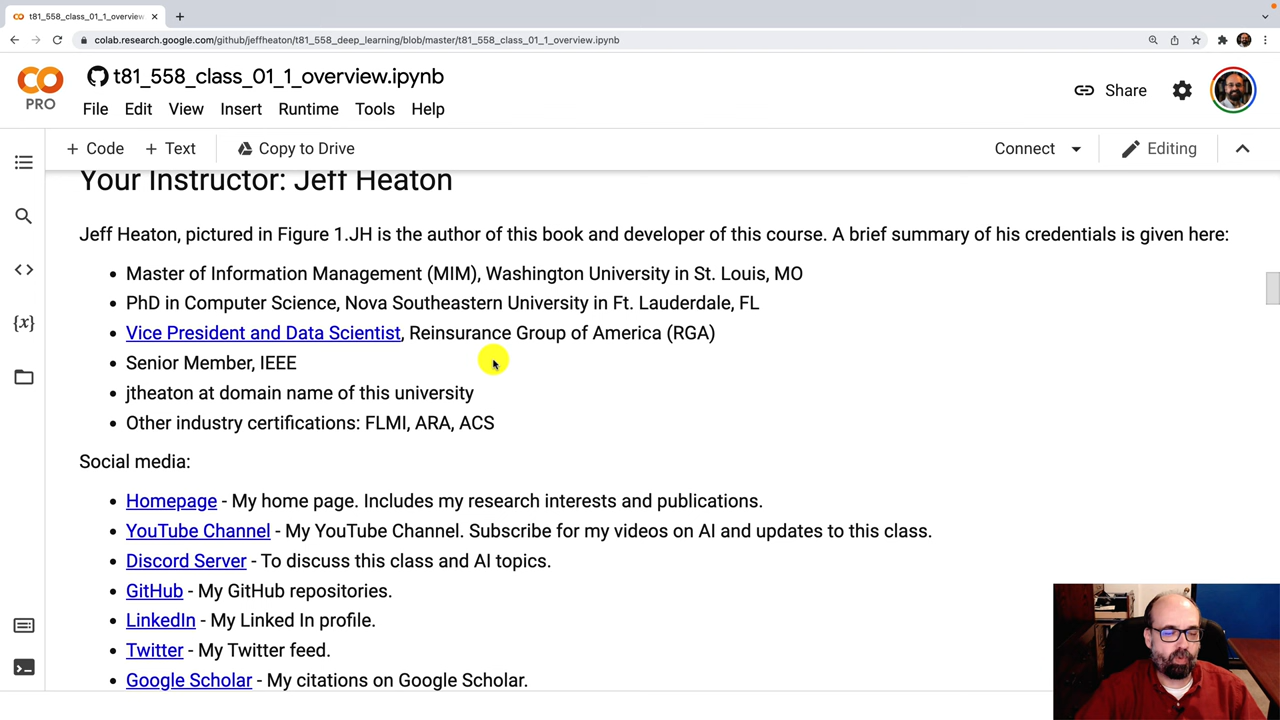 t81_558_class_01_1_overview.
colab.research.google.com/github/jeffheaton/t81_558_deep_learning/blob/master/t81_558_class_01_1_overview.ipynb
t81_558_class_01_1_overview.ipynb
PRO
File Edit View Insert Runtime Tools Help
Share
+ Code + Text Copy to Drive
Connect Editing
Your Instructor: Jeff Heaton
Jeff Heaton, pictured in Figure 1.JH is the author of this book and developer of this course. A brief summary of his credentials is given here:
• Master of Information Management (MIM), Washington University in St. Louis, MO
• PhD in Computer Science, Nova Southeastern University in Ft. Lauderdale, FL
• Vice President and Data Scientist, Reinsurance Group of America (RGA)
• Senior Member, IEEE
• jtheaton at domain name of this university
• Other industry certifications: FLMI, ARA, ACS
Social media:
• Homepage - My home page. Includes my research interests and publications.
• YouTube Channel - My YouTube Channel. Subscribe for my videos on AI and updates to this class.
• Discord Server - To discuss this class and AI topics.
• GitHub - My GitHub repositories.
• LinkedIn - My Linked In profile.
• Twitter - My Twitter feed.
• Google Scholar - My citations on Google Scholar.